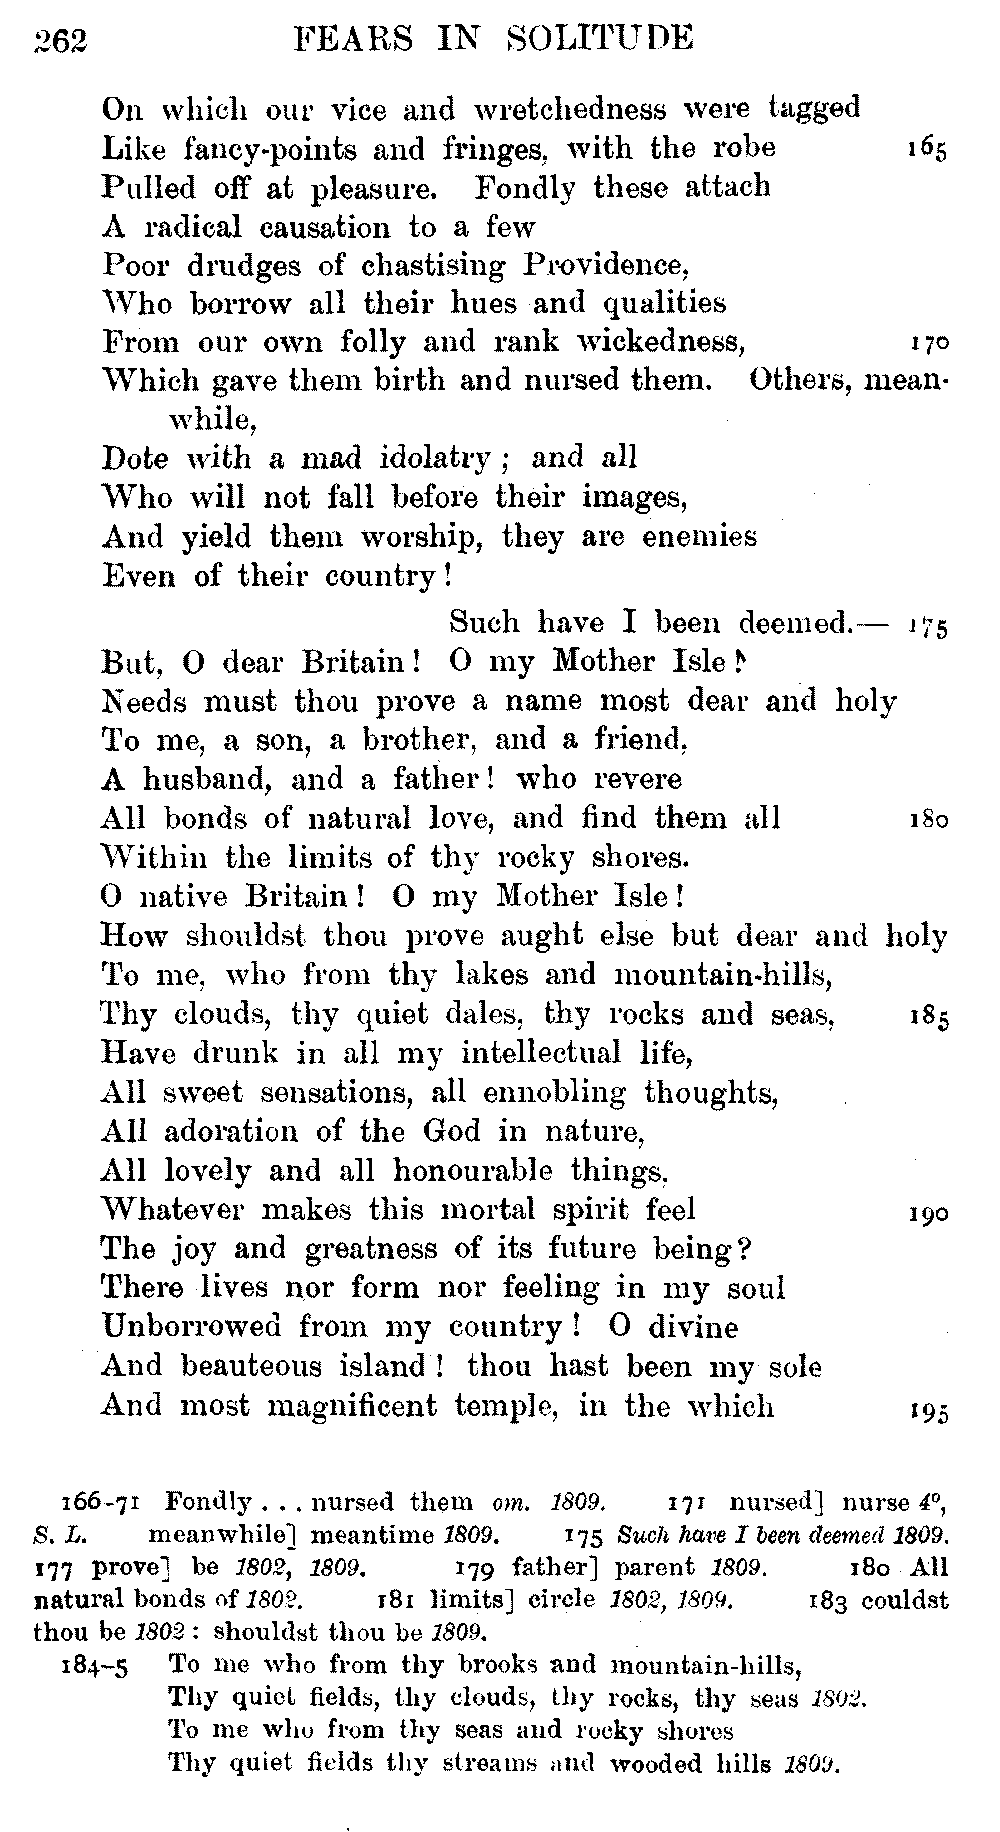 262 FEARS IN SOLITUDE
On which our vice and wretchedness were tagged
Like fancy-points and fringes, with the robe 165
Pulled off at pleasure. Fondly these attach
A radical causation to a few
Poor drudges of chastising Providence,
Who borrow all their hues and qualities
From our own folly and rank wickedness, 170
Which gave them birth and nursed them. Others, mean-
while,
Dote with a mad idolatry ; and all
Who will not fall before their images,
And yield them worship, they are enemies
Even of their country !
Such have I been deemed.— 175
But, O dear Britain ! O my Mother Isle !
Needs must thou prove a name most dear and holy
To me, a son, a brother, and a friend,
A husband, and a father ! who revere
All bonds of natural love, and find them all 180
Within the limits of thy rocky shores.
O native Britain ! O my Mother Isle !
How shouldst thou prove aught else but dear and holy
To me, who from thy lakes and mountain-hills,
Thy clouds, thy quiet dales, thy rocks and seas, 185
Have drunk in all my intellectual life,
All sweet sensations, all ennobling thoughts,
All adoration of the God in nature,
All lovely and all honourable things,
Whatever makes this mortal spirit feel 190
The joy and greatness of its future being?
There lives nor form nor feeling in my soul
Unborrowed from my country ! O divine
And beauteous island ! thou hast been my sole
And most magnificent temple, in the which 195
166-71 Fondly . . . nursed them om. 1809. 171 nursed] nurse 4º,
S. L. meanwhile] meantime 1809. 175 Such have I been deemed 1809.
177 prove] be 1802, 1809. 179 father] parent 1809. 180 All
natural bonds of 1802. 181 limits] circle 1802, 1809. 183 couldst
thou be 1802 : shouldst thou be 1809.
184-5 To me who from thy brooks and mountain-hills,
Thy quiet fields, thy clouds, thy rocks, thy seas 1802.
To me who from thy seas and rocky shores
Thy quiet fields thy streams and wooded hills 1809.